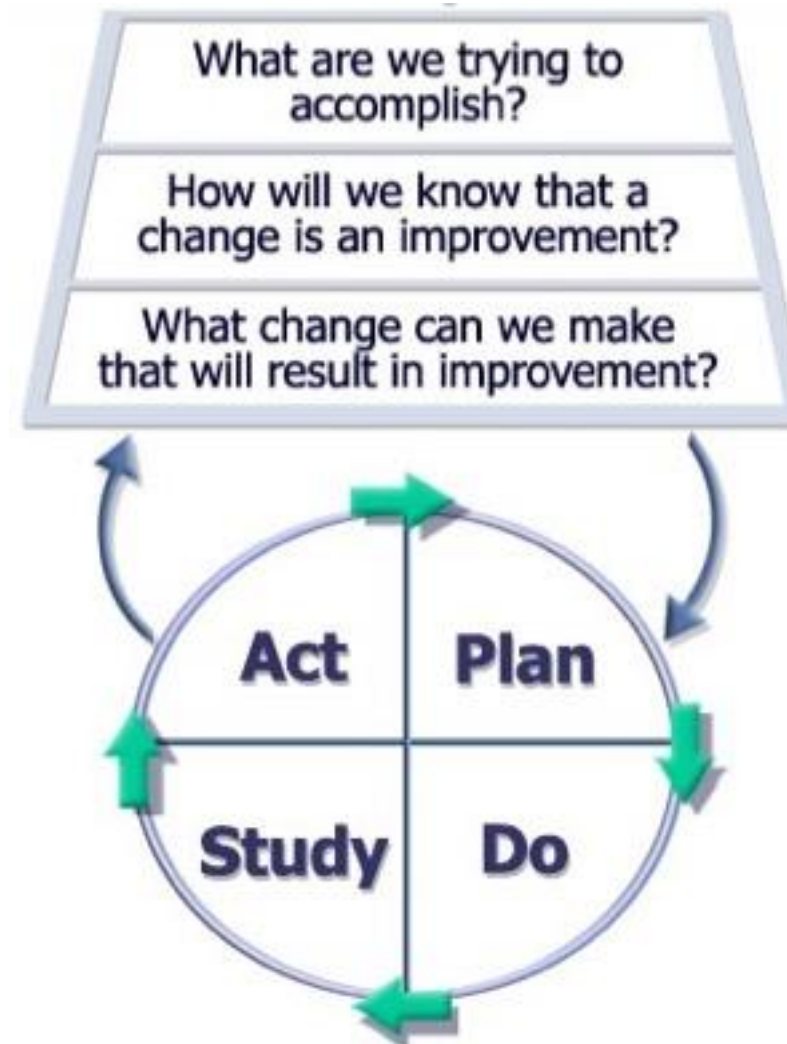 What are we trying to
accomplish?
How will we know that a
change is an improvement?
What change can we make
that will result in improvement?
Act
Plan
Study
Do